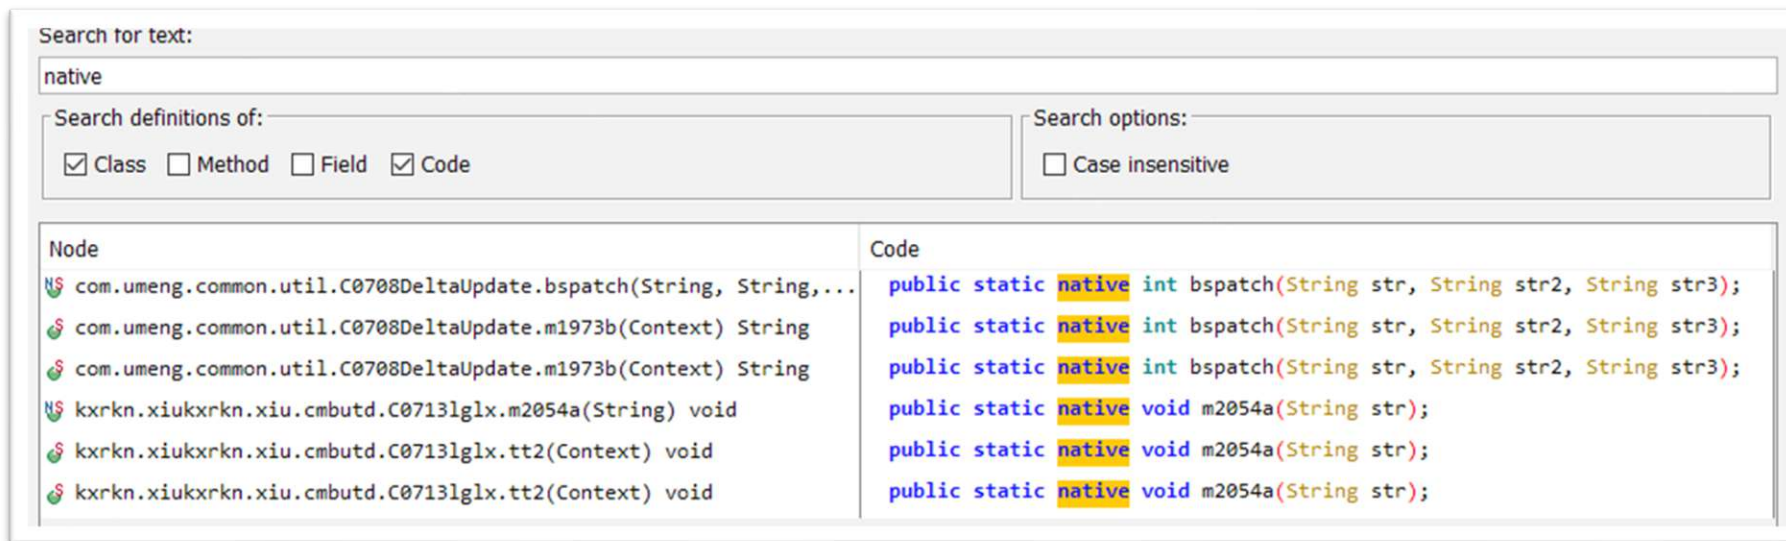 Search for text:
native
Search definitions of: Search options:
Class Method Field Code Case insensitive
Node Code
com.umeng.common.util.C0708DeltaUpdate.bspatch(String, String,... public static native int bspatch(String str, String str2, String str3);
com.umeng.common.util.C0708DeltaUpdate.m1973b(Context) String public static native int bspatch(String str, String str2, String str3);
com.umeng.common.util.C0708DeltaUpdate.m1973b(Context) String public static native int bspatch(String str, String str2, String str3);
kxrkn.xiukxrkn.xiu.cmbutd.C0713lglx.m2054a(String) void public static native void m2054a(String str);
kxrkn.xiukxrkn.xiu.cmbutd.C0713lglx.tt2(Context) void public static native void m2054a(String str);
kxrkn.xiukxrkn.xiu.cmbutd.C0713lglx.tt2(Context) void public static native void m2054a(String str);